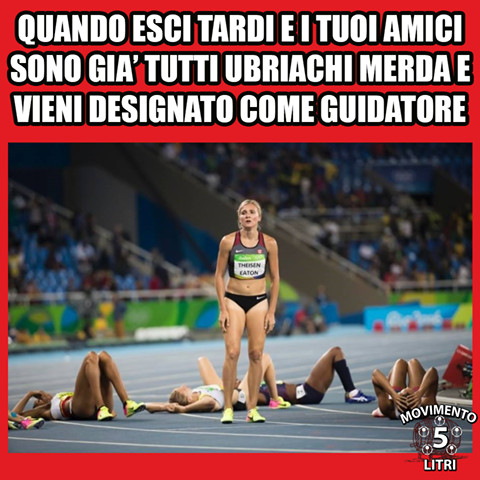 QUANDO ESCI TARDI E I TUOI AMICI
SONO GIA' TUTTI UBRIACHI MERDA E
VIENI DESIGNATO COME GUIDATORE
THEISEN
EATON
MOVIMENTO
5
LITRI